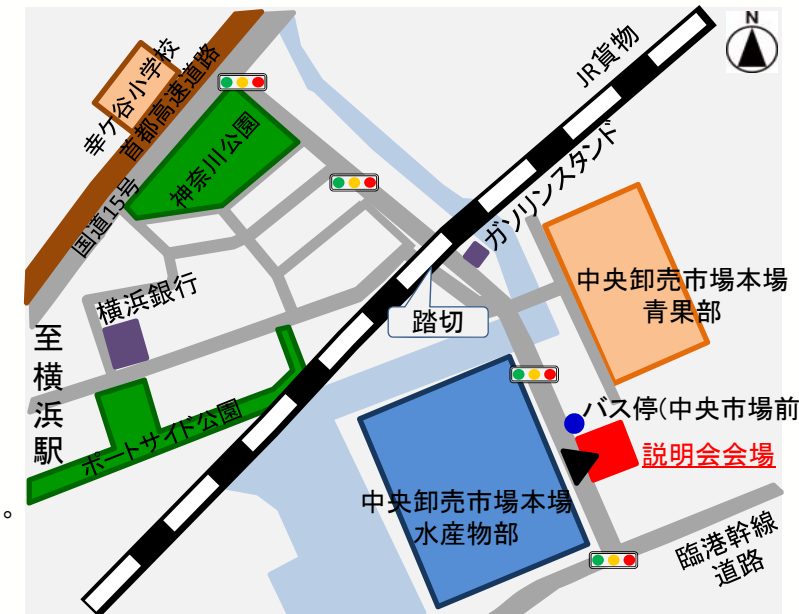 N
JR貨物
幸ケ谷小学校
首都高速道路
神奈川公園
国道15号
ガソリンスタンド
横浜銀行
中央卸売市場本場
青果部
踏切
至横浜駅
ポートサイド公園
バス停(中央市場前
説明会会場
中央卸売市場本場
水産物部
。
臨港幹線
道路